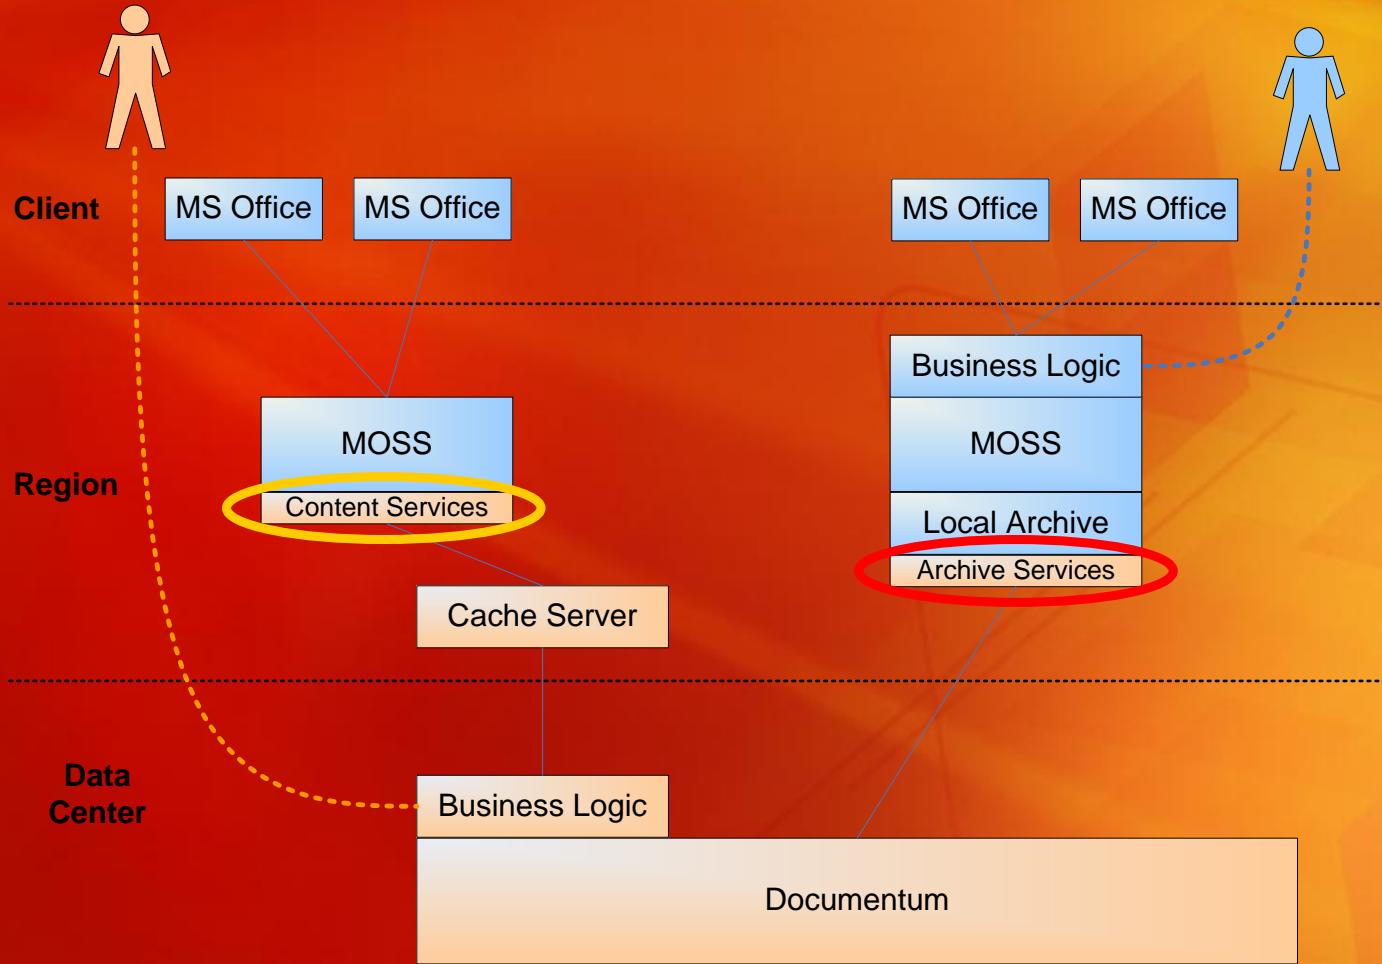 Client
MS Office
MS Office
MS Office
MS Office
Region
MOSS
Content Services
Cache Server
Business Logic
MOSS
Local Archive
Archive Services
Data
Center
Business Logic
Documentum